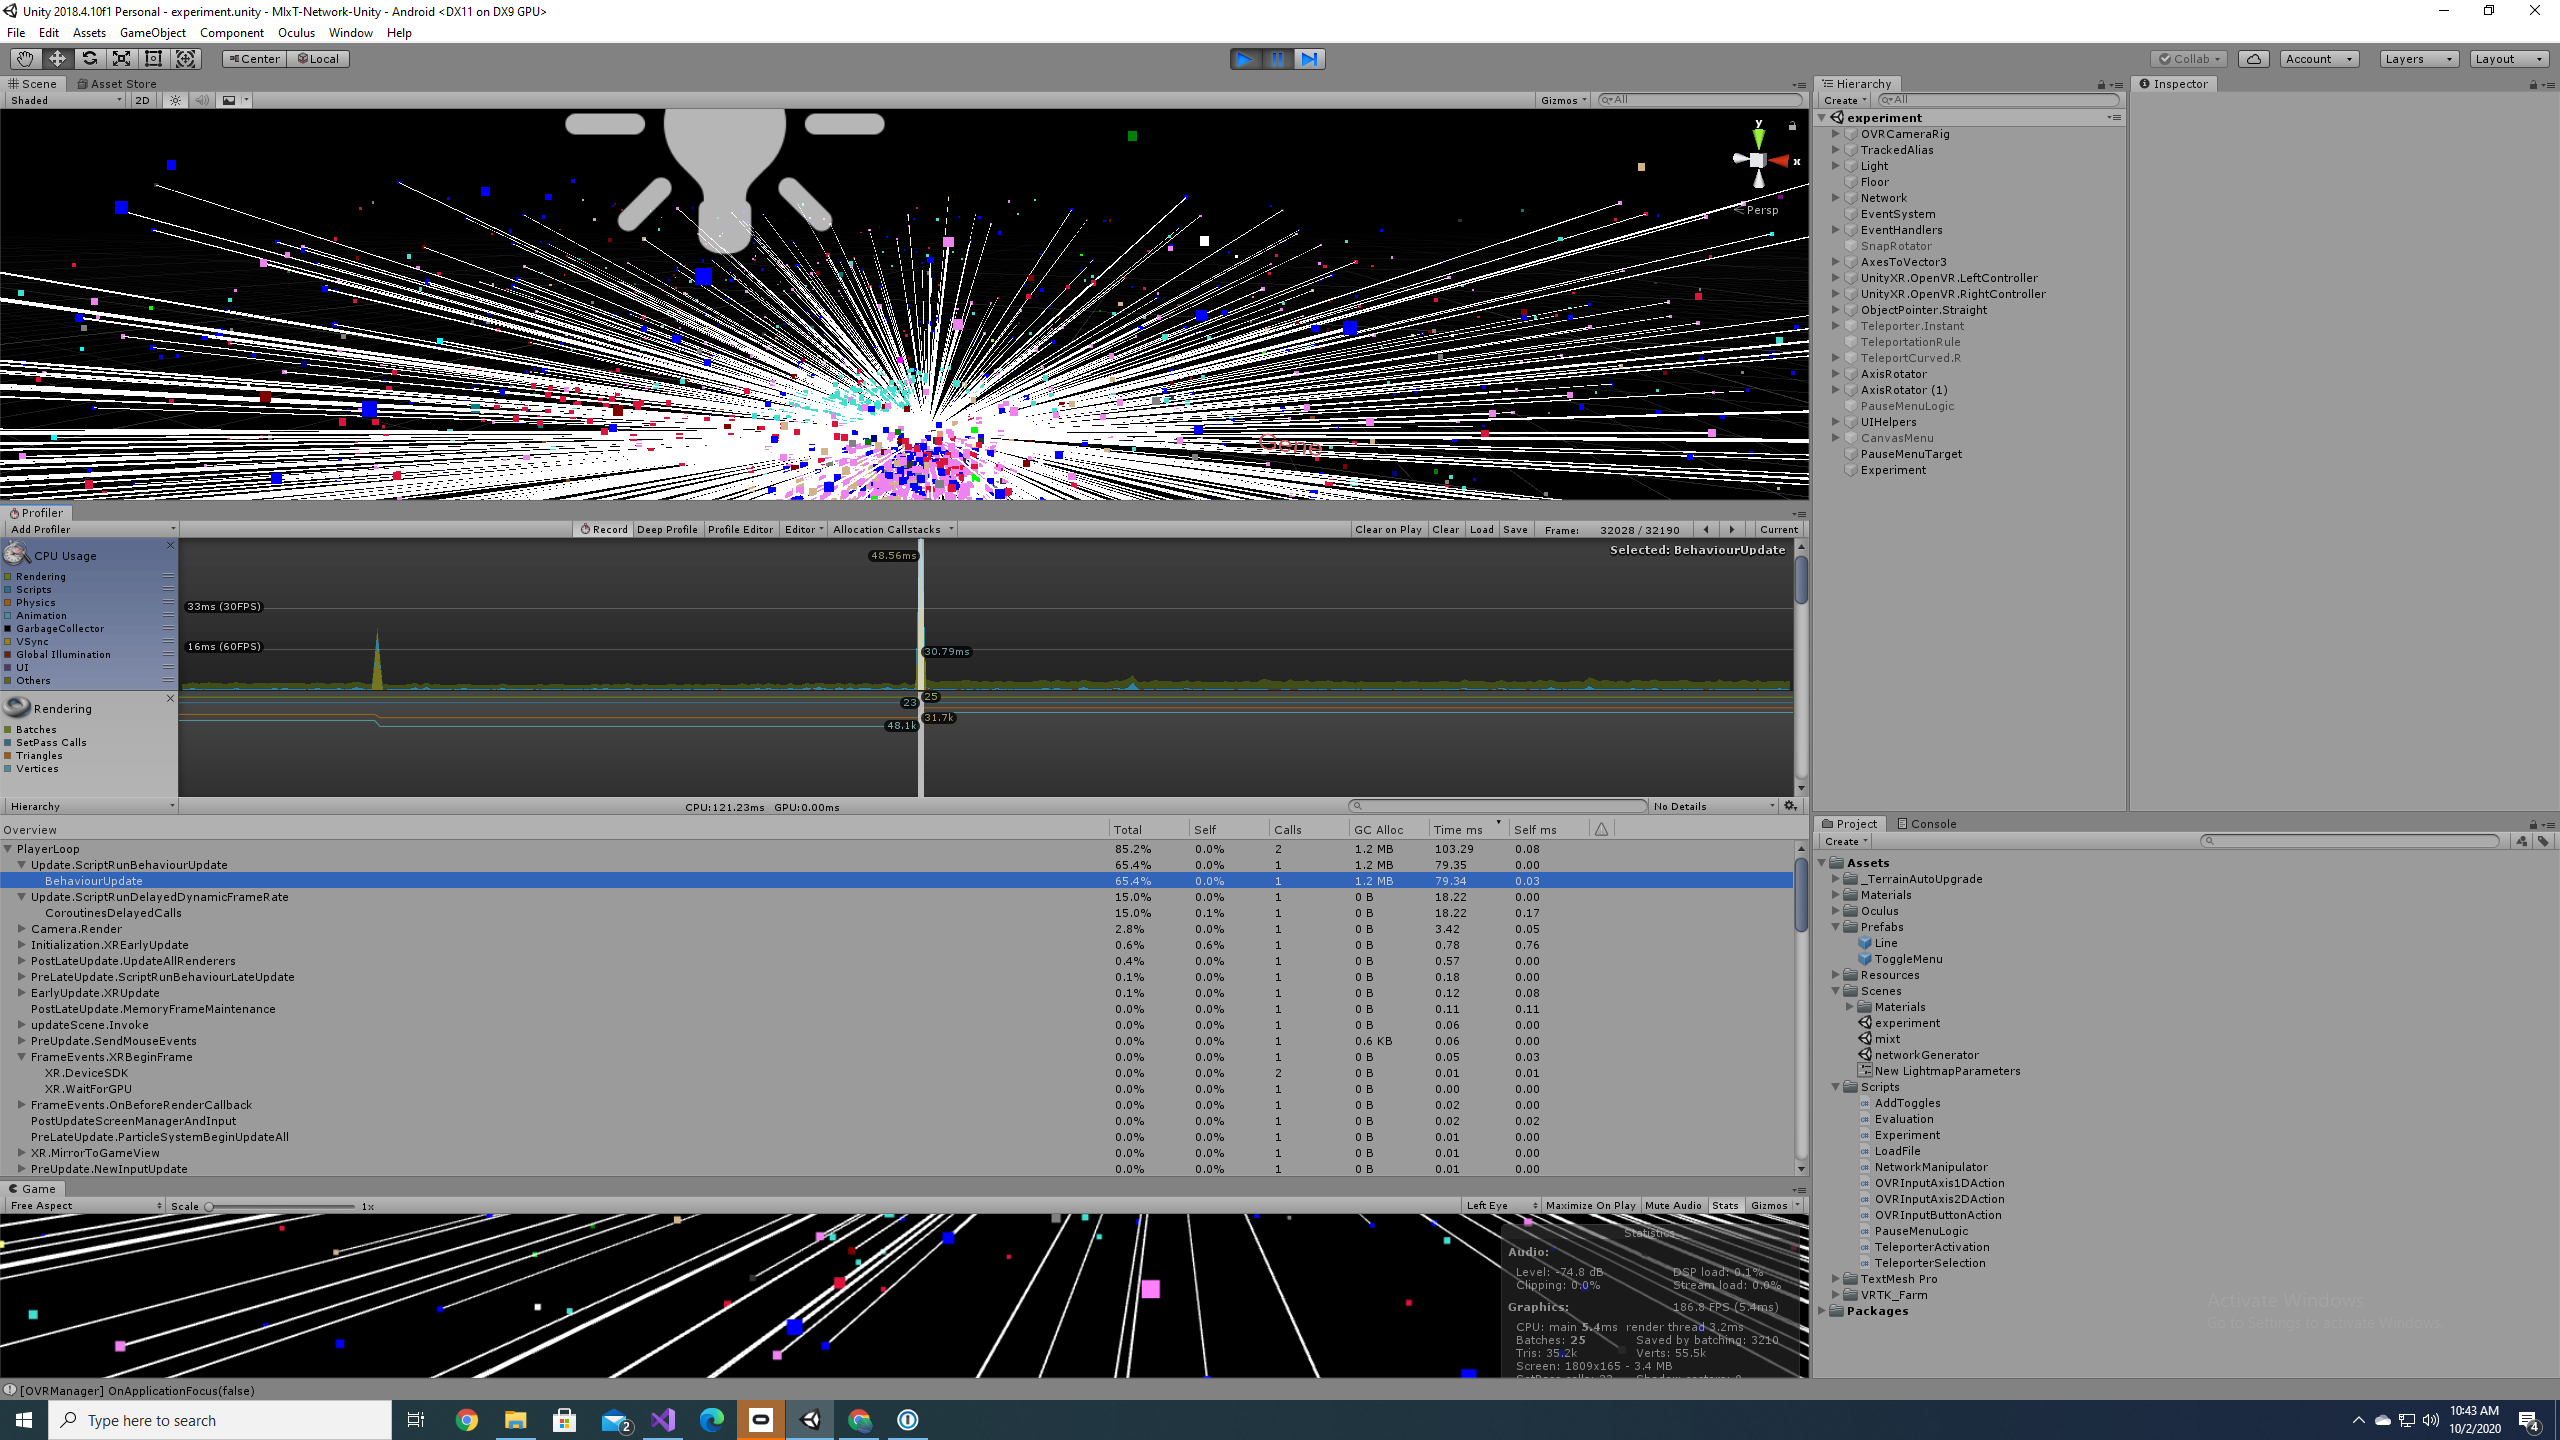 Unity 2018.4.10f1 Personal - experiment.unity - MIxT-Network-Unity - Android <DX11 on DX9 GPU>
File Edit Assets GameObject Component Oculus Window Help
Center Local
Collab Account Layers Layout
Scene Asset Store
Shaded 2D Gizmos All
y
x
Persp
Gene
Hierarchy
Create All
experiment
OVRCameraRig
TrackedAlias
Light
Floor
Network
EventSystem
EventHandlers
SnapRotator
AxesToVector3
UnityXR.OpenVR.LeftController
UnityXR.OpenVR.RightController
ObjectPointer.Straight
Teleporter.Instant
TeleportationRule
TeleportCurved.R
AxisRotator
AxisRotator (1)
PauseMenuLogic
UIHelpers
CanvasMenu
PauseMenuTarget
Experiment
Inspector
Profiler
Add Profiler Record Deep Profile Profile Editor Editor Allocation Callstacks Clear on Play Clear Load Save Frame: 32028 / 32190 Current
CPU Usage
Rendering
Scripts
Physics
Animation
GarbageCollector
VSync
Global Illumination
UI
Others
Selected: BehaviourUpdate
48.56ms
33ms (30FPS)
16ms (60FPS)
30.79ms
Rendering
Batches
SetPass Calls
Triangles
Vertices
25
23
31.7k
48.1k
Hierarchy CPU:121.23ms GPU:0.00ms No Details
Overview Total Self Calls GC Alloc Time ms Self ms
PlayerLoop 85.2% 0.0% 2 1.2 MB 103.29 0.08
Update.ScriptRunBehaviourUpdate 65.4% 0.0% 1 1.2 MB 79.35 0.00
BehaviourUpdate 65.4% 0.0% 1 1.2 MB 79.34 0.03
Update.ScriptRunDelayedDynamicFrameRate 15.0% 0.0% 1 0 B 18.22 0.00
CoroutinesDelayedCalls 15.0% 0.1% 1 0 B 18.22 0.17
Camera.Render 2.8% 0.0% 1 0 B 3.42 0.05
Initialization.XREarlyUpdate 0.6% 0.6% 1 0 B 0.78 0.76
PostLateUpdate.UpdateAllRenderers 0.4% 0.0% 1 0 B 0.57 0.00
PreLateUpdate.ScriptRunBehaviourLateUpdate 0.1% 0.0% 1 0 B 0.18 0.00
EarlyUpdate.XRUpdate 0.1% 0.0% 1 0 B 0.12 0.08
PostLateUpdate.MemoryFrameMaintenance 0.0% 0.0% 1 0 B 0.11 0.11
updateScene.Invoke 0.0% 0.0% 1 0 B 0.06 0.00
PreUpdate.SendMouseEvents 0.0% 0.0% 1 0.6 KB 0.06 0.00
FrameEvents.XRBeginFrame 0.0% 0.0% 1 0 B 0.05 0.03
XR.DeviceSDK 0.0% 0.0% 2 0 B 0.01 0.01
XR.WaitForGPU 0.0% 0.0% 1 0 B 0.00 0.00
FrameEvents.OnBeforeRenderCallback 0.0% 0.0% 1 0 B 0.02 0.00
PostUpdateScreenManagerAndInput 0.0% 0.0% 1 0 B 0.02 0.02
PreLateUpdate.ParticleSystemBeginUpdateAll 0.0% 0.0% 1 0 B 0.01 0.00
XR.MirrorToGameView 0.0% 0.0% 1 0 B 0.01 0.00
PreUpdate.NewInputUpdate 0.0% 0.0% 1 0 B 0.01 0.00
Project Console
Create
Assets
_TerrainAutoUpgrade
Materials
Oculus
Prefabs
Line
ToggleMenu
Resources
Scenes
Materials
experiment
mixt
networkGenerator
New LightmapParameters
Scripts
AddToggles
Evaluation
Experiment
LoadFile
NetworkManipulator
OVRInputAxis1DAction
OVRInputAxis2DAction
OVRInputButtonAction
PauseMenuLogic
TeleporterActivation
TeleporterSelection
TextMesh Pro
VRTK_Farm
Packages
Activate Windows
Go to Settings to activate Windows.
Game
Free Aspect Scale 1x Left Eye Maximize On Play Mute Audio Stats Gizmos
Statistics
Audio:
Level: -74.8 dB DSP load: 0.1%
Clipping: 0.0% Stream load: 0.0%
Graphics: 186.8 FPS (5.4ms)
CPU: main 5.4ms render thread 3.2ms
Batches: 25 Saved by batching: 3210
Tris: 35.2k Verts: 55.5k
Screen: 1809x165 - 3.4 MB
[OVRManager] OnApplicationFocus(false)
Type here to search 2 10:43 AM
10/2/2020 4